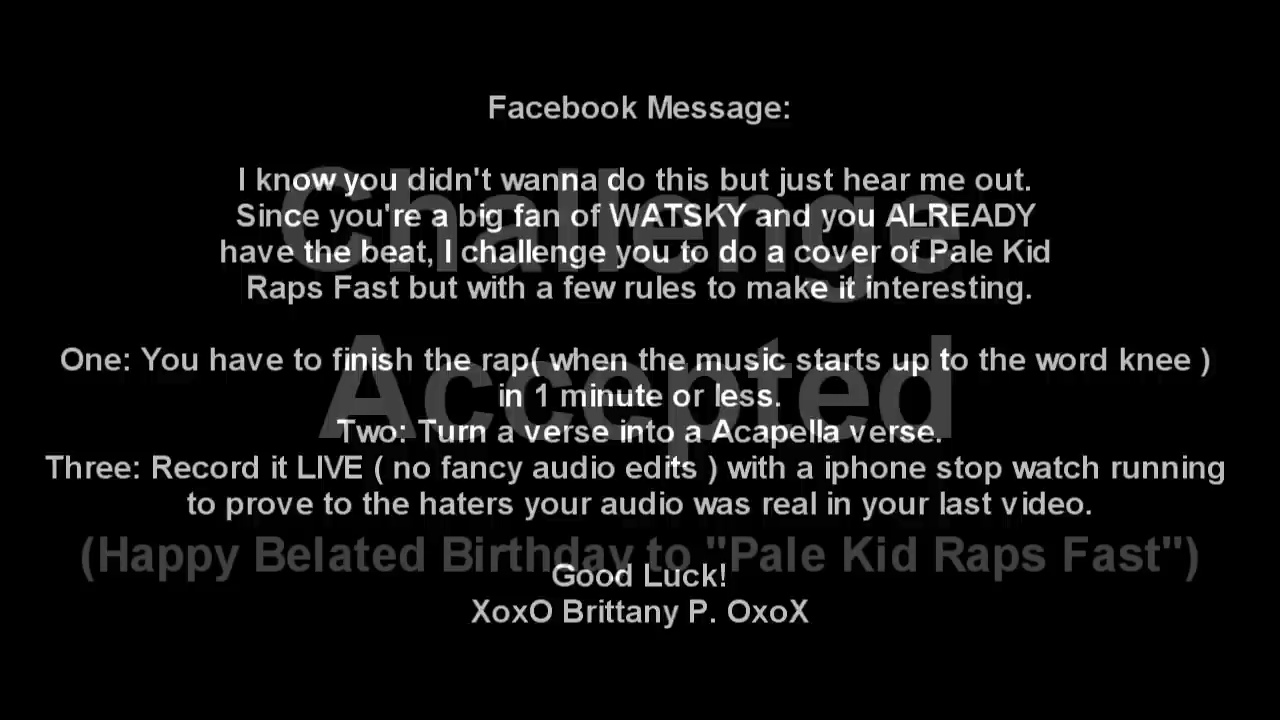 Facebook Message:
I know you didn't wanna do this but just hear me out.
Since you're a big fan of WATSKY and you ALREADY
have the beat, I challenge you to do a cover of Pale Kid
Raps Fast but with a few rules to make it interesting.
One: You have to finish the rap( when the music starts up to the word knee )
in 1 minute or less.
Two: Turn a verse into a Acapella verse.
Three: Record it LIVE ( no fancy audio edits ) with a iphone stop watch running
to prove to the haters your audio was real in your last video.
Good Luck!
XoxO Brittany P. OxoX
Challenge
Accepted
(Happy Belated Birthday to "Pale Kid Raps Fast")